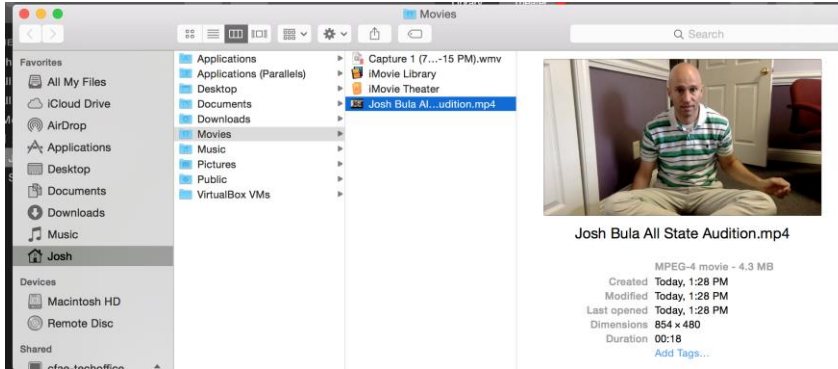 Movies
Search
Favorites
All My Files
iCloud Drive
AirDrop
Applications
Desktop
Documents
Downloads
Music
Josh
Devices
Macintosh HD
Remote Disc
Shared
Applications
Applications (Parallels)
Desktop
Documents
Downloads
Movies
Music
Pictures
Public
VirtualBox VMs
Capture 1 (7...-15 PM).wmv
iMovie Library
iMovie Theater
Josh Bula Al...udition.mp4
Josh Bula All State Audition.mp4
MPEG-4 movie - 4.3 MB
Created Today, 1:28 PM
Modified Today, 1:28 PM
Last opened Today, 1:28 PM
Dimensions 854 × 480
Duration 00:18
Add Tags...